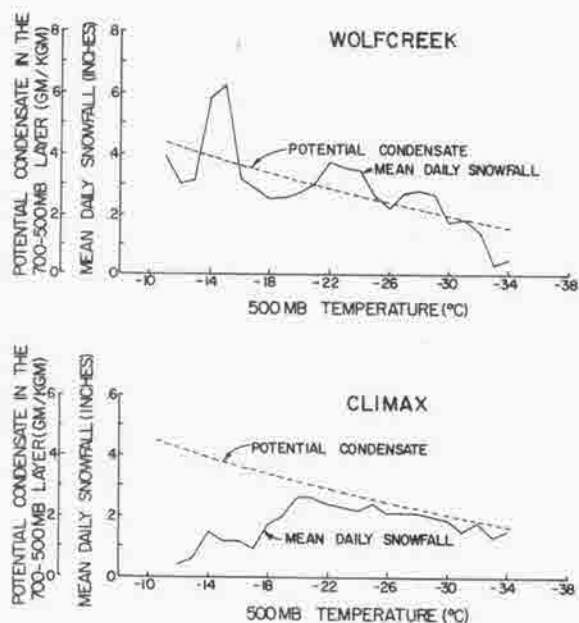 WOLFCREEK
POTENTIAL CONDENSATE IN THE
700-500MB LAYER (GM/KGM)
MEAN DAILY SNOWFALL (INCHES)
8
6
4
2
0
.8
.6
.4
.2
0
POTENTIAL CONDENSATE
MEAN DAILY SNOWFALL
-10 -14 -18 -22 -26 -30 -34 -38
500MB TEMPERATURE (°C)
CLIMAX
POTENTIAL CONDENSATE IN THE
700-500MB LAYER (GM/KGM)
MEAN DAILY SNOWFALL (INCHES)
6
4
2
0
.6
.4
.2
0
POTENTIAL CONDENSATE
MEAN DAILY SNOWFALL
-10 -14 -18 -22 -26 -30 -34 -38
500MB TEMPERATURE (°C)